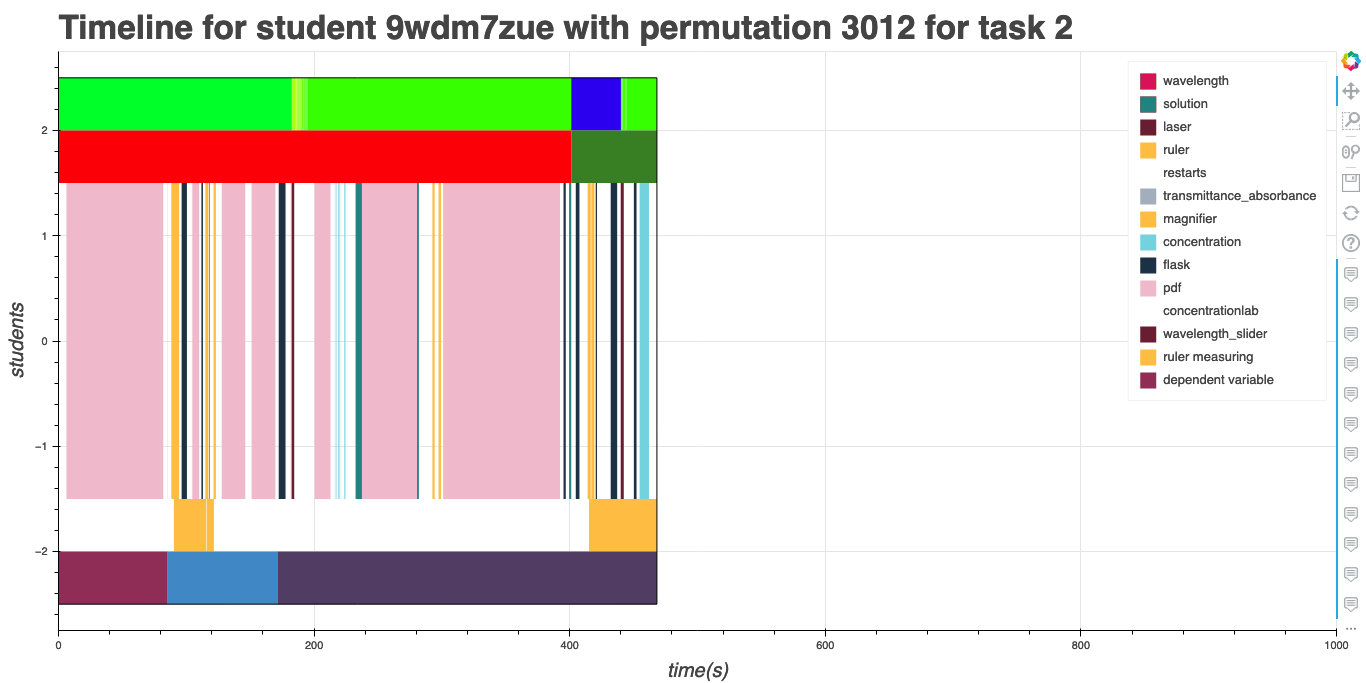 Timeline for student 9wdm7zue with permutation 3012 for task 2
students
2
1
0
−1
−2
wavelength
solution
laser
ruler
restarts
transmittance_absorbance
magnifier
concentration
flask
pdf
concentrationlab
wavelength_slider
ruler measuring
dependent variable
0 200 400 600 800 1000
time(s)